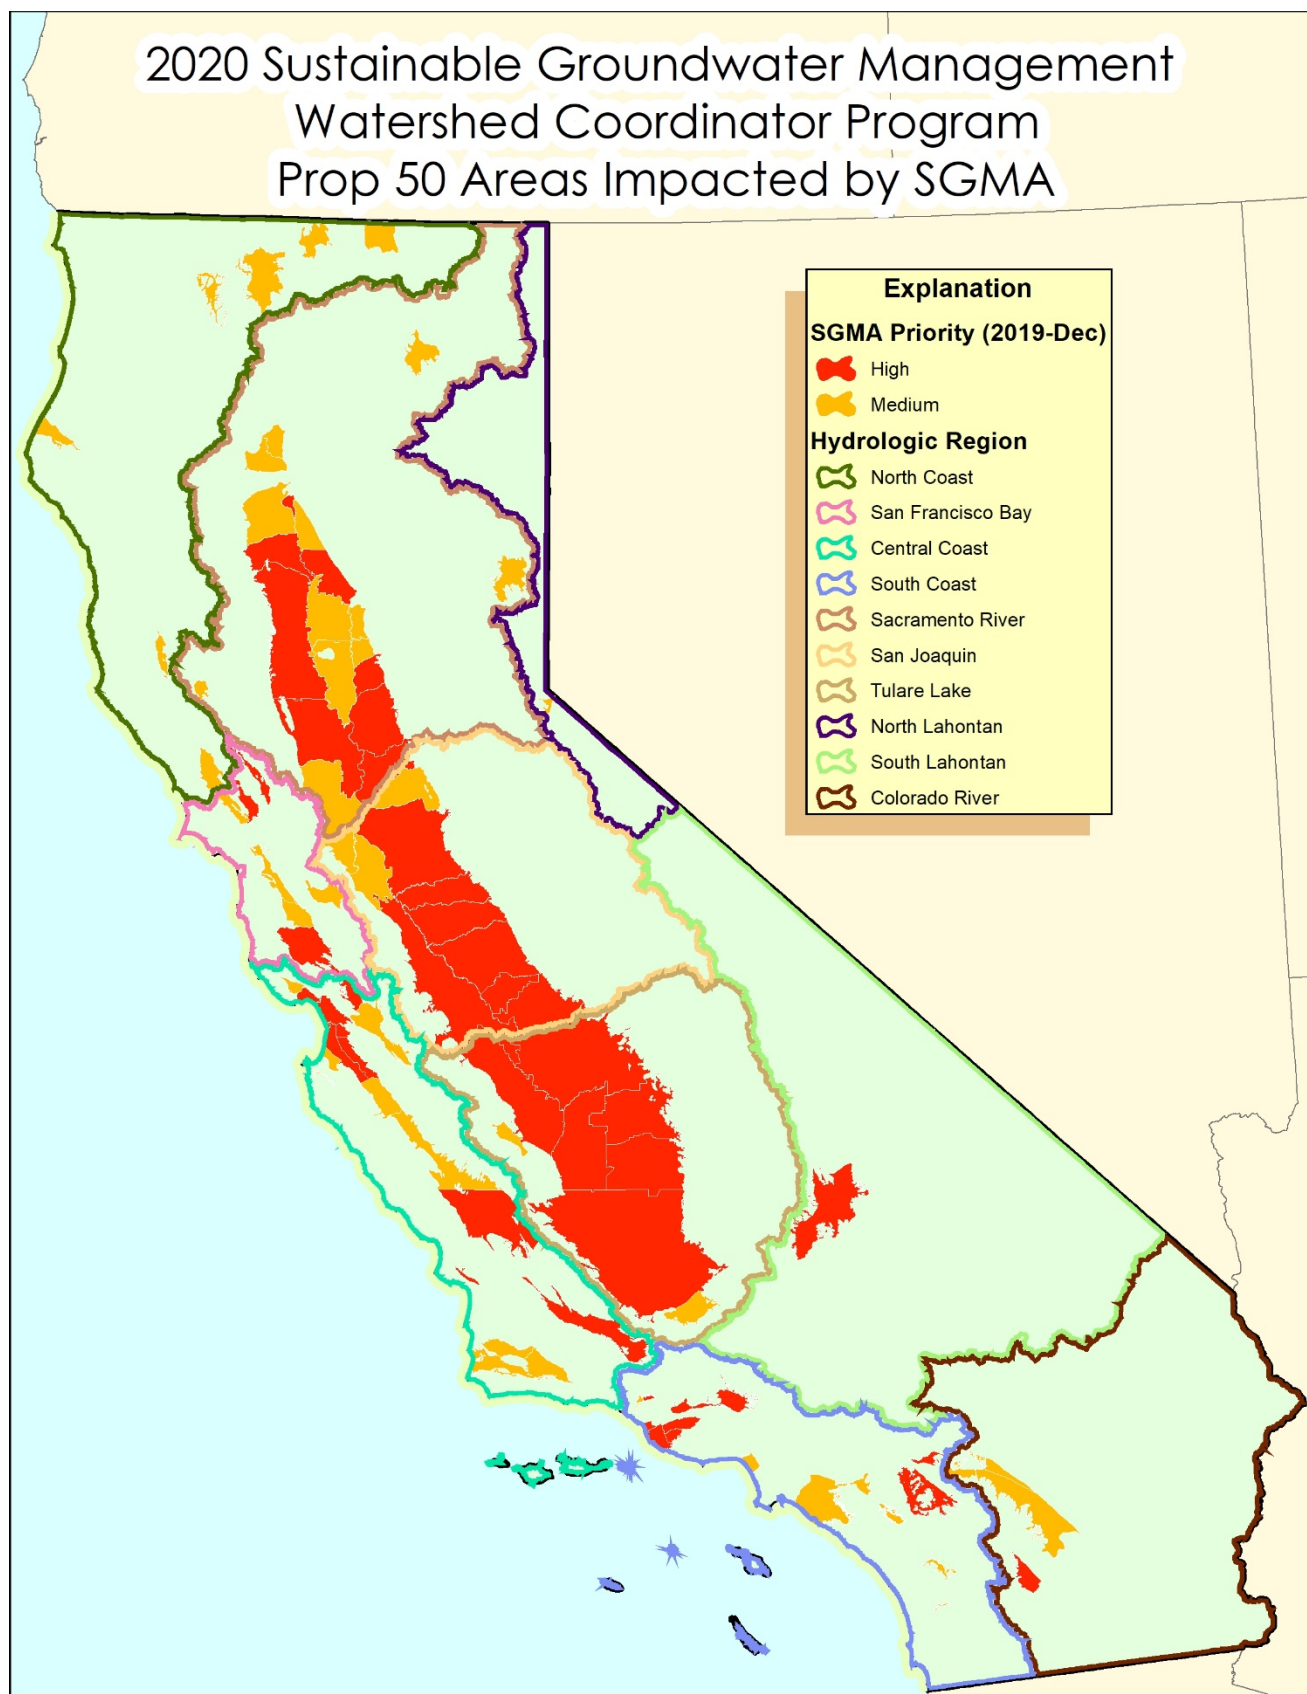 2020 Sustainable Groundwater Management
Watershed Coordinator Program
Prop 50 Areas Impacted by SGMA
Explanation
SGMA Priority (2019-Dec)
High
Medium
Hydrologic Region
North Coast
San Francisco Bay
Central Coast
South Coast
Sacramento River
San Joaquin
Tulare Lake
North Lahontan
South Lahontan
Colorado River